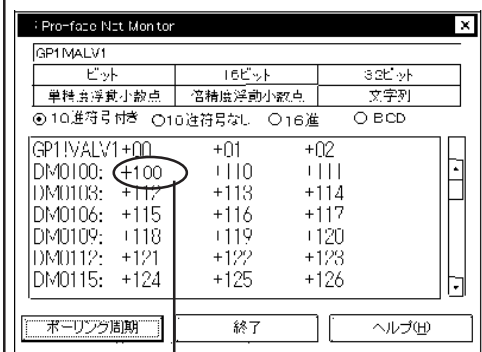 Pro-face Net Monitor
GP1 MALV1
ビット 16ビット 32ビット
単精度浮動小数点 倍精度浮動小数点 文字列
10進符号付き 10進符号なし 16進 BCD
GP1!VALV1 +00 +01 +02
DM0100: +100 +110 +111
DM0103: +112 +113 +114
DM0106: +115 +116 +117
DM0109: +118 +119 +120
DM0112: +121 +122 +123
DM0115: +124 +125 +126
ポーリング周期 終了 ヘルプ(H)